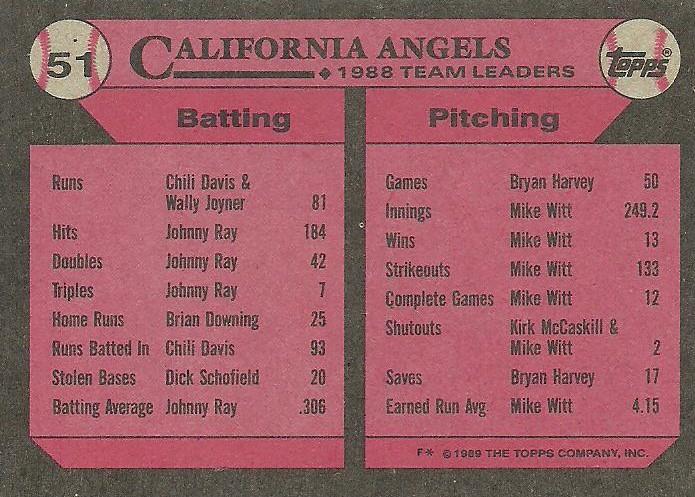 51
CALIFORNIA ANGELS
1988 TEAM LEADERS
topps®
Batting
Runs Chili Davis &
Wally Joyner 81
Hits Johnny Ray 184
Doubles Johnny Ray 42
Triples Johnny Ray 7
Home Runs Brian Downing 25
Runs Batted In Chili Davis 93
Stolen Bases Dick Schofield 20
Batting Average Johnny Ray .306
Pitching
Games Bryan Harvey 50
Innings Mike Witt 249.2
Wins Mike Witt 13
Strikeouts Mike Witt 133
Complete Games Mike Witt 12
Shutouts Kirk McCaskill &
Mike Witt 2
Saves Bryan Harvey 17
Earned Run Avg. Mike Witt 4.15
F* © 1989 THE TOPPS COMPANY, INC.